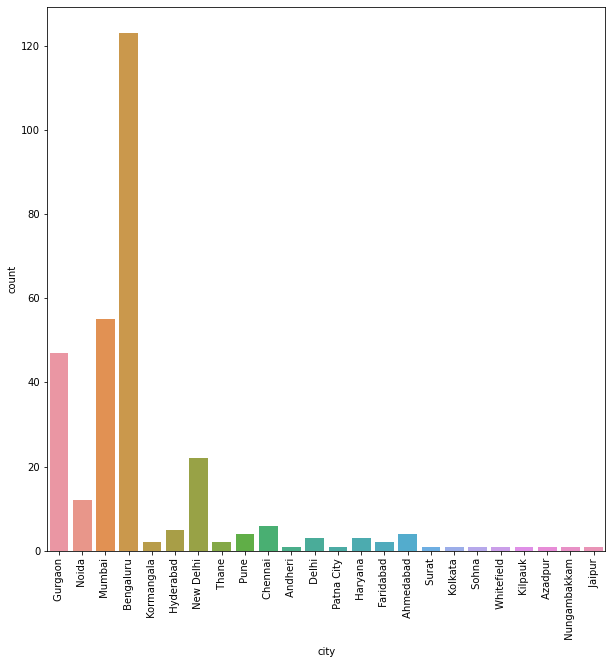 120
100
80
60
40
20
0
count
Gurgaon
Noida
Mumbai
Bengaluru
Kormangala
Hyderabad
New Delhi
Thane
Pune
Chennai
Andheri
Delhi
Patna City
Haryana
Faridabad
Ahmedabad
Surat
Kolkata
Sohna
Whitefield
Kilpauk
Azadpur
Nungambakkam
Jaipur
city